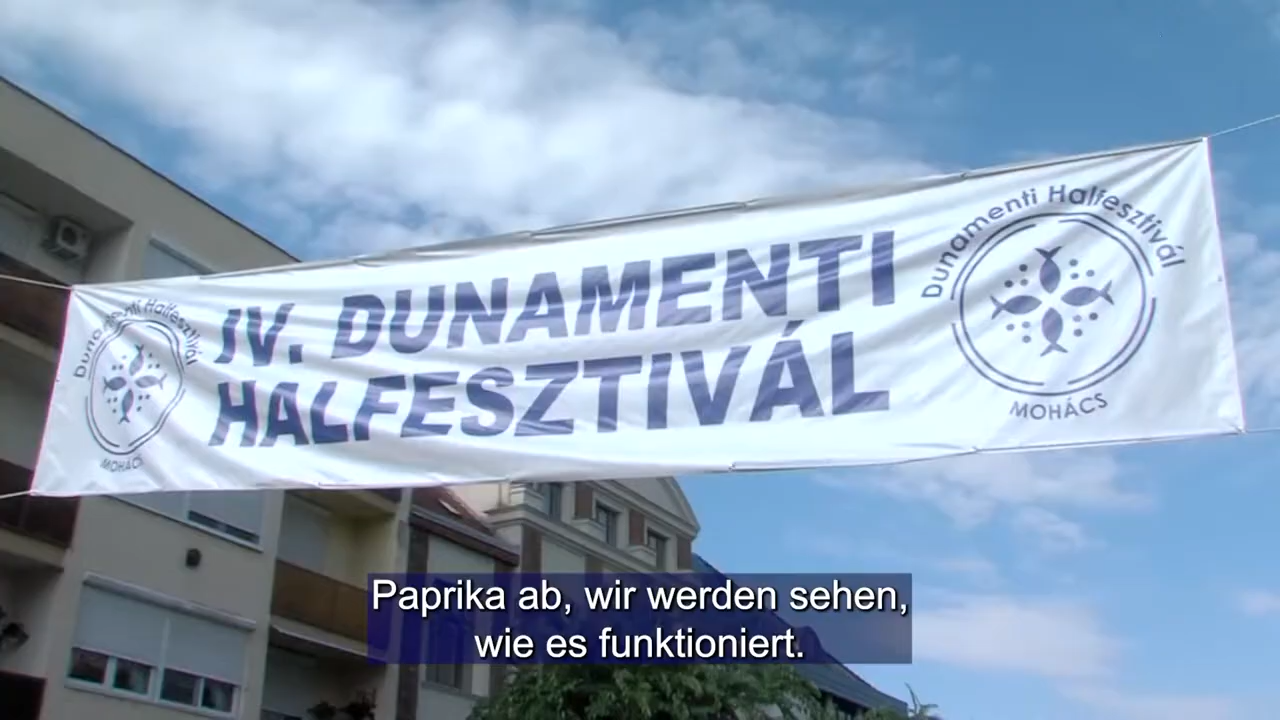 IV. DUNAMENTI
HALFESZTIVÁL
Dunamenti Halfesztivál
MOHÁCS
Dunamenti Halfesztivál
MOHÁCS
Paprika ab, wir werden sehen,
wie es funktioniert.